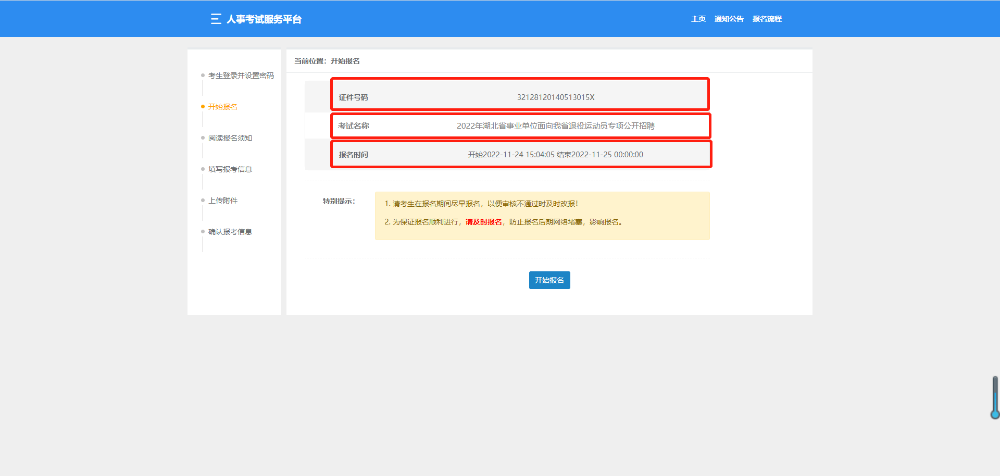 人事考试服务平台
主页 通知公告 报名流程
考生登录并设置密码
开始报名
阅读报名须知
填写报考信息
上传附件
确认报考信息
当前位置：开始报名
证件号码 32128120140513015X
考试名称 2022年湖北省事业单位面向我省退役运动员专项公开招聘
报名时间 开始2022-11-24 15:04:05 结束2022-11-25 00:00:00
特别提示：
1. 请考生在报名期间尽早报名，以便审核不通过时及时改报！
2. 为保证报名顺利进行，请及时报名，防止报名后期网络堵塞，影响报名。
开始报名